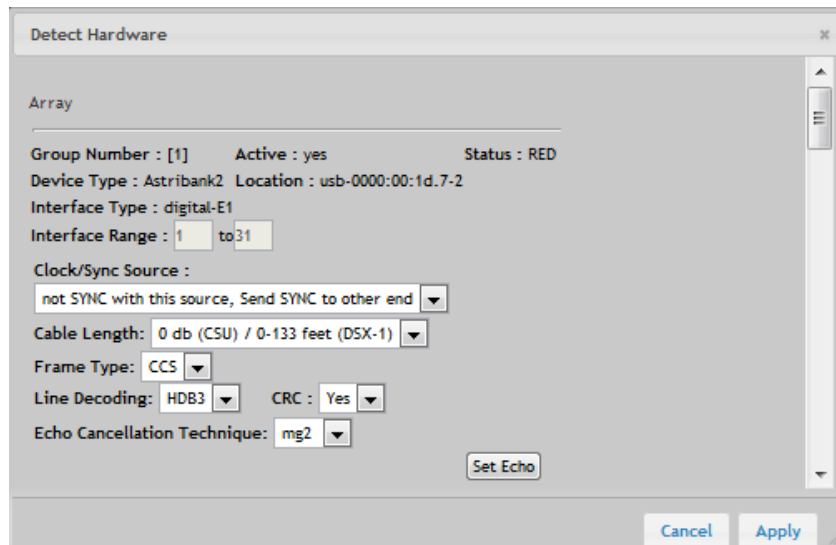 Detect Hardware
Array
Group Number : [1] Active : yes Status : RED
Device Type : Astribank2 Location : usb-0000:00:1d.7-2
Interface Type : digital-E1
Interface Range : 1 to 31
Clock/Sync Source :
not SYNC with this source, Send SYNC to other end
Cable Length: 0 db (CSU) / 0-133 feet (DSX-1)
Frame Type: CCS
Line Decoding: HDB3 CRC : Yes
Echo Cancellation Technique: mg2
Set Echo
Cancel Apply